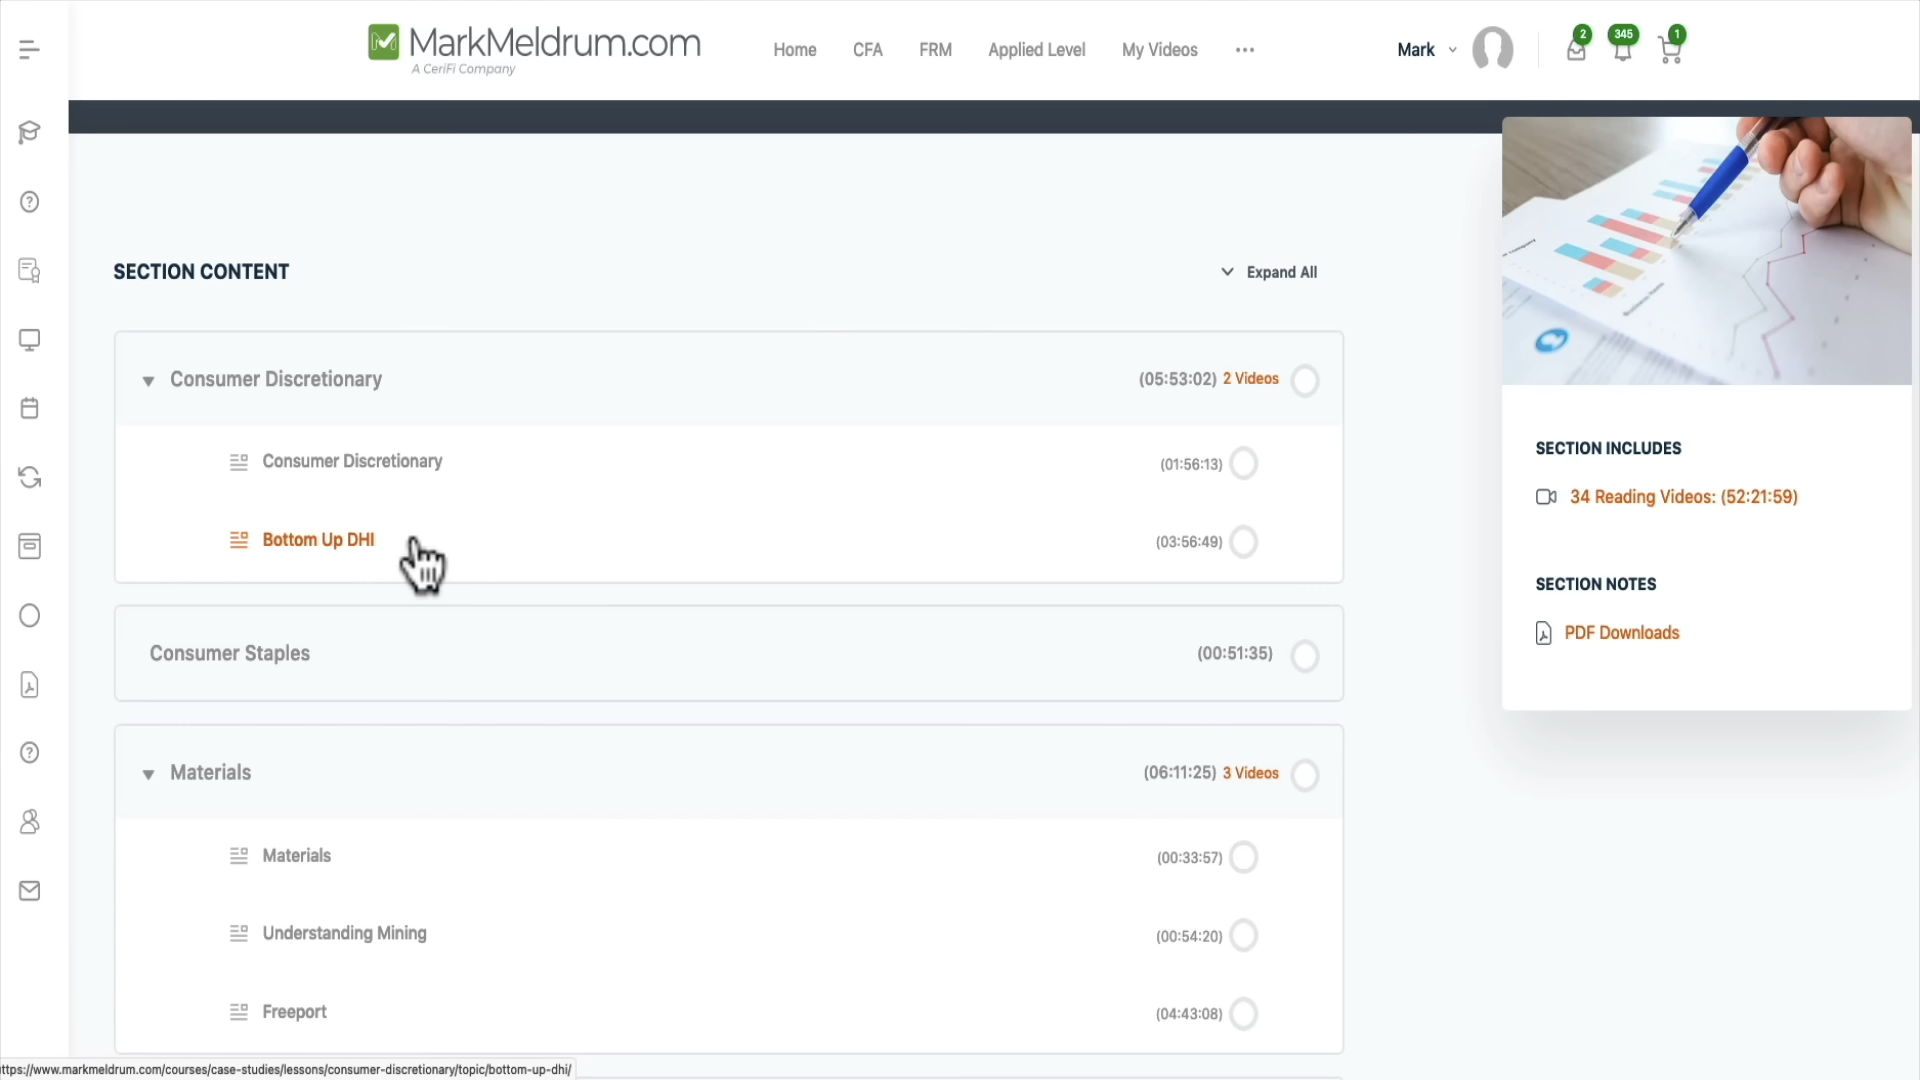 MarkMeldrum.com
A CeriFi Company
Home
CFA
FRM
Applied Level
My Videos
Mark
2
345
1
SECTION CONTENT
Expand All
Consumer Discretionary
(05:53:02) 2 Videos
Consumer Discretionary
(01:56:13)
Bottom Up DHI
(03:56:49)
Consumer Staples
(00:51:35)
Materials
(06:11:25) 3 Videos
Materials
(00:33:57)
Understanding Mining
(00:54:20)
Freeport
(04:43:08)
SECTION INCLUDES
34 Reading Videos: (52:21:59)
SECTION NOTES
PDF Downloads
ttps://www.markmeldrum.com/courses/case-studies/lessons/consumer-discretionary/topic/bottom-up-dhi/